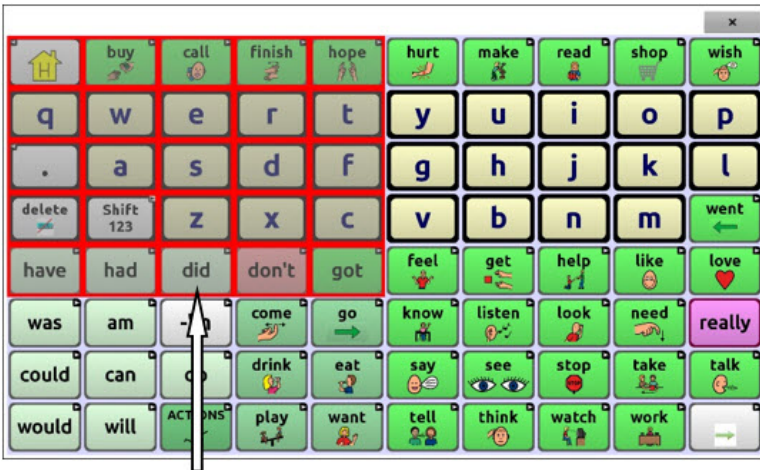 ×
H buy call finish hope hurt make read shop wish
q w e r t y u i o p
. a s d f g h j k l
delete Shift 123 z x c v b n m went
have had did don't got feel get help like love
was am come go know listen look need really
could can drink eat say see stop take talk
would will ACTIONS play want tell think watch work